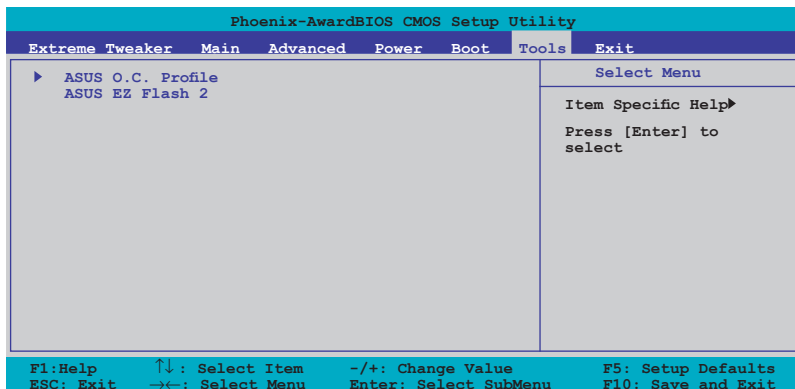 Phoenix-AwardBIOS CMOS Setup Utility
Extreme Tweaker Main Advanced Power Boot Tools Exit
ASUS O.C. Profile
ASUS EZ Flash 2
Select Menu
Item Specific Help
Press [Enter] to
select
F1:Help ↑↓: Select Item -/+: Change Value F5: Setup Defaults
ESC: Exit →←: Select Menu Enter: Select SubMenu F10: Save and Exit